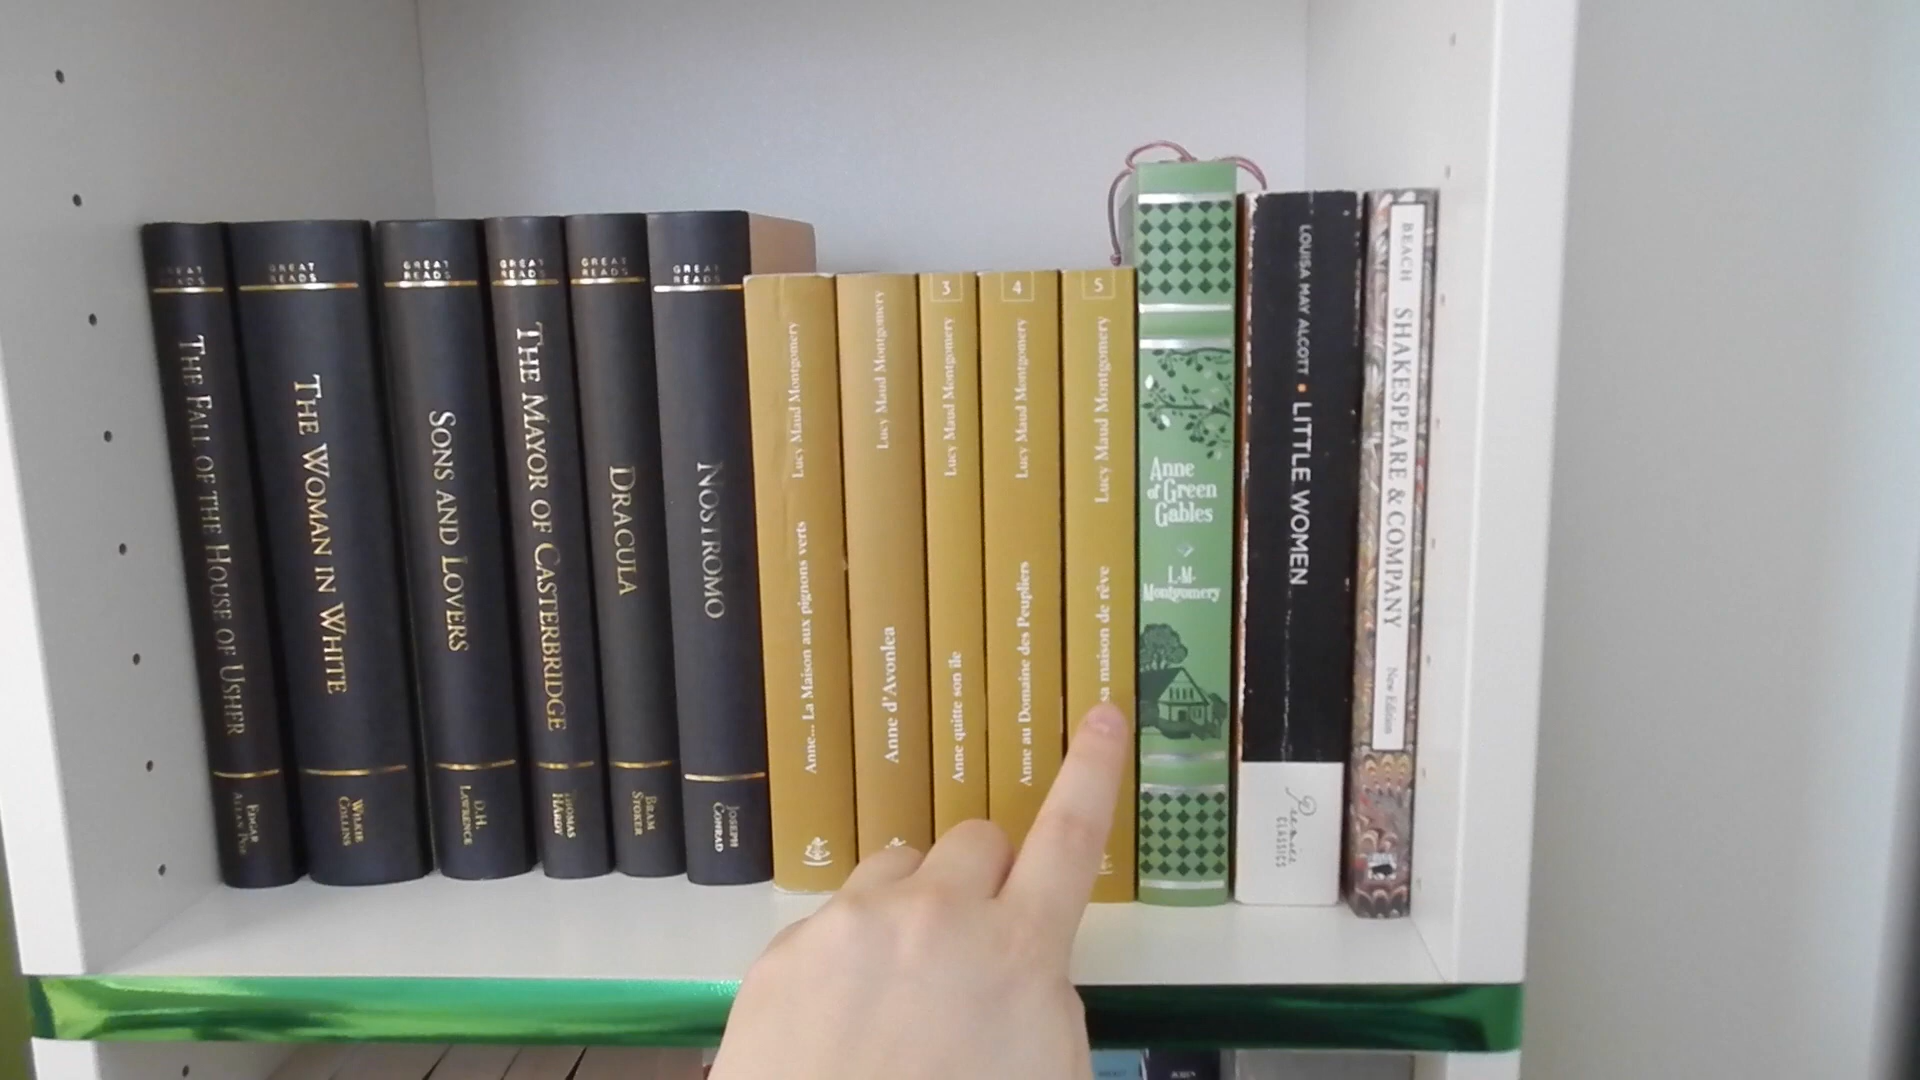 GREAT
READS
THE FALL OF THE HOUSE OF USHER
EDGAR
ALLAN POE
GREAT
READS
THE WOMAN IN WHITE
WILKIE
COLLINS
GREAT
READS
SONS AND LOVERS
D.H.
LAWRENCE
GREAT
READS
THE MAYOR OF CASTERBRIDGE
THOMAS
HARDY
GREAT
READS
DRACULA
BRAM
STOKER
GREAT
READS
NOSTROMO
JOSEPH
CONRAD
Anne... La Maison aux pignons verts Lucy Maud Montgomery
Anne d'Avonlea Lucy Maud Montgomery
3
Anne quitte son île Lucy Maud Montgomery
4
Anne au Domaine des Peupliers Lucy Maud Montgomery
5
sa maison de rêve Lucy Maud Montgomery
Anne
of Green
Gables
L·M·
Montgomery
LOUISA MAY ALCOTT • LITTLE WOMEN
Premier
CLASSICS
BEACH SHAKESPEARE & COMPANY New Edition